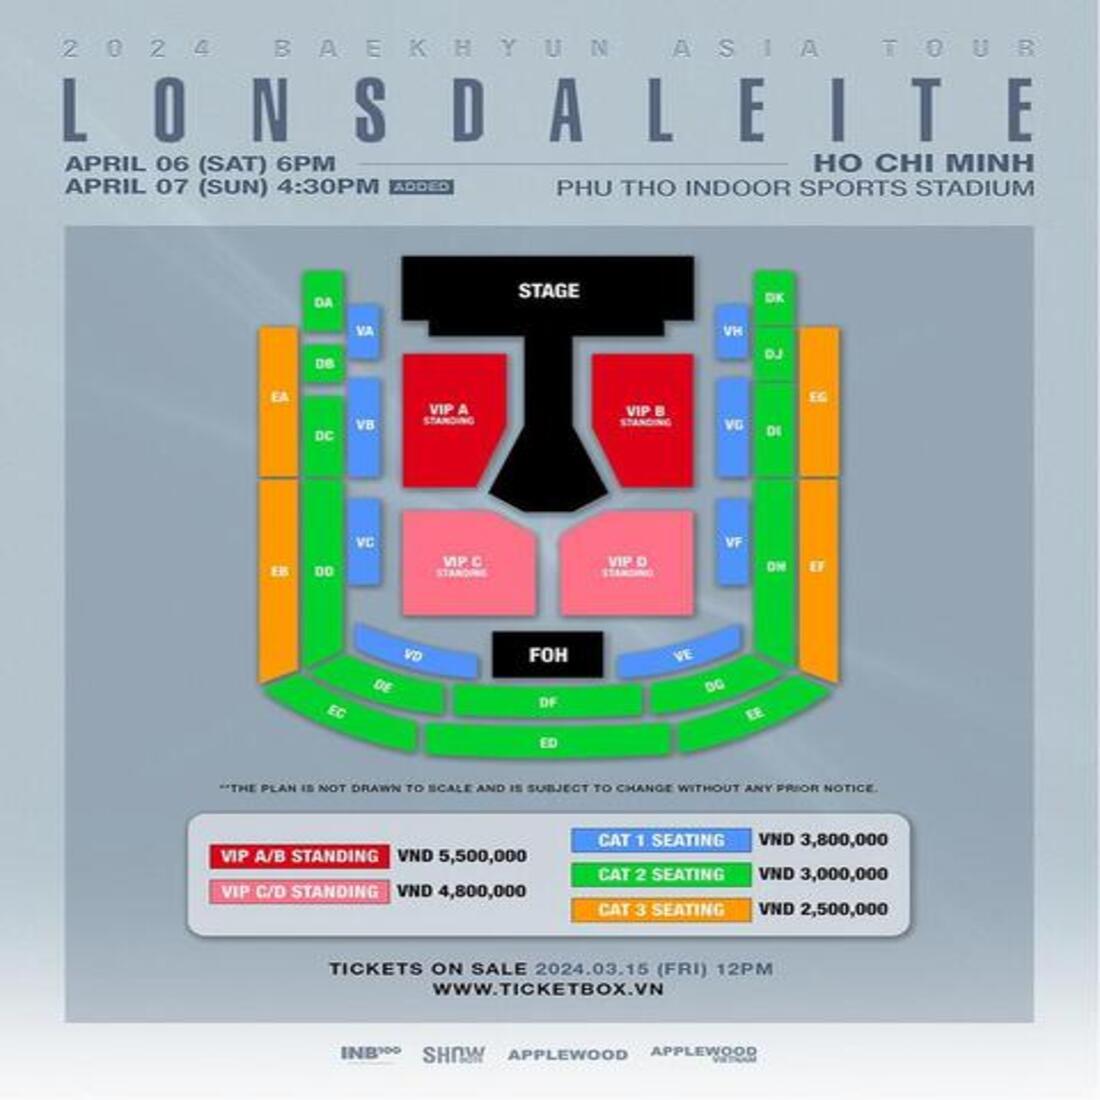 2024 BAEKHYUN ASIA TOUR
LONSDALEITE
APRIL 06 (SAT) 6PM
HO CHI MINH
APRIL 07 (SUN) 4:30PM ADDED
PHU THO INDOOR SPORTS STADIUM
STAGE
DA
DK
VA
VH
DB
DJ
EA
EG
VIP A
STANDING
VIP B
STANDING
VB
VG
DC
DI
VC
VF
VIP C
STANDING
VIP D
STANDING
EB
DD
DH
EF
VD
FOH
VE
DE
DF
DG
EC
ED
EE
**THE PLAN IS NOT DRAWN TO SCALE AND IS SUBJECT TO CHANGE WITHOUT ANY PRIOR NOTICE.
VIP A/B STANDING VND 5,500,000
VIP C/D STANDING VND 4,800,000
CAT 1 SEATING VND 3,800,000
CAT 2 SEATING VND 3,000,000
CAT 3 SEATING VND 2,500,000
TICKETS ON SALE 2024.03.15 (FRI) 12PM
WWW.TICKETBOX.VN
INB100
SHOW
APPLEWOOD
APPLEWOOD
VIETNAM